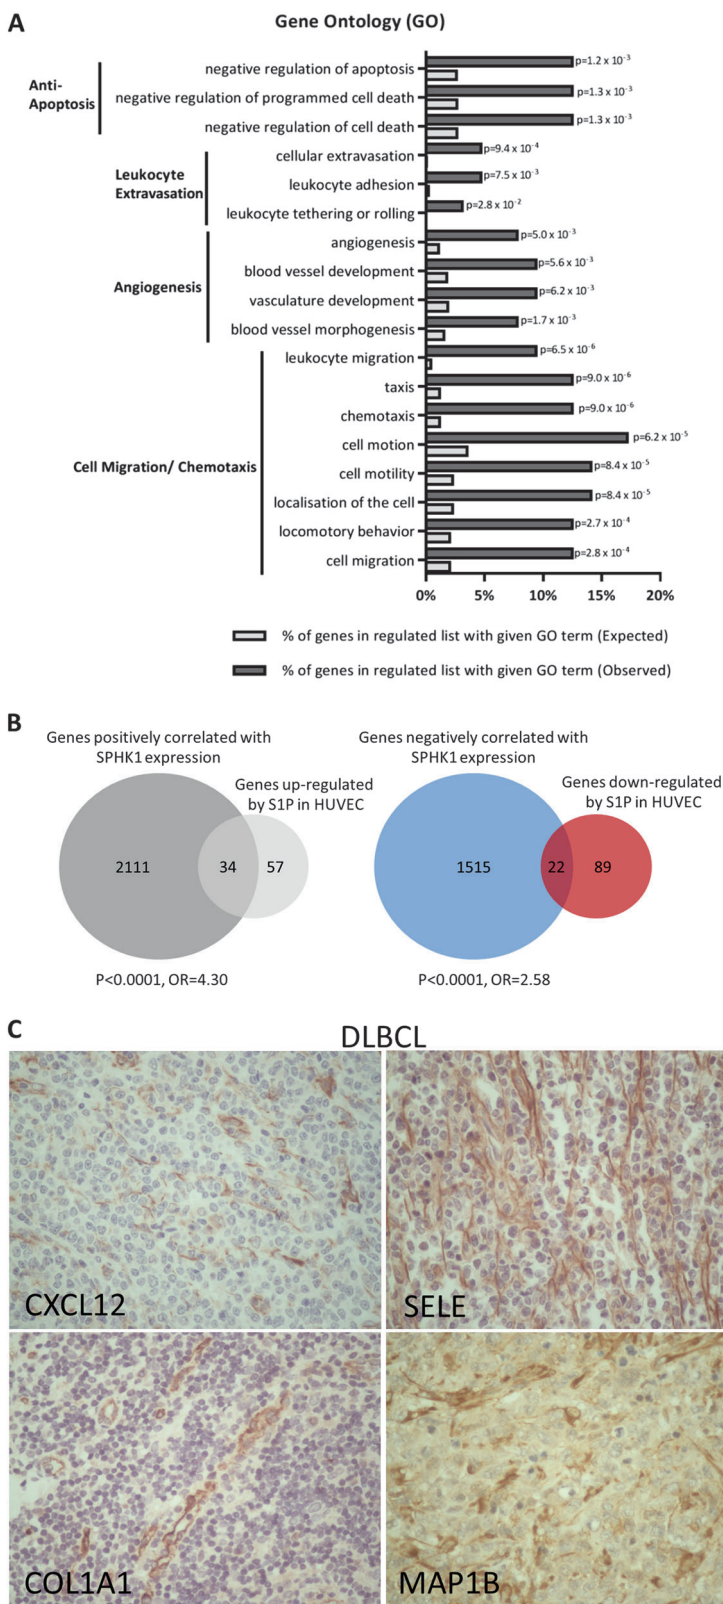 A
Gene Ontology (GO)
Anti-
Apoptosis
negative regulation of apoptosis
p=1.2 x 10⁻³
negative regulation of programmed cell death
p=1.3 x 10⁻³
negative regulation of cell death
p=1.3 x 10⁻³
Leukocyte
Extravasation
cellular extravasation
p=9.4 x 10⁻⁴
leukocyte adhesion
p=7.5 x 10⁻³
leukocyte tethering or rolling
p=2.8 x 10⁻²
Angiogenesis
angiogenesis
p=5.0 x 10⁻³
blood vessel development
p=5.6 x 10⁻³
vasculature development
p=6.2 x 10⁻³
blood vessel morphogenesis
p=1.7 x 10⁻³
Cell Migration/ Chemotaxis
leukocyte migration
p=6.5 x 10⁻⁶
taxis
p=9.0 x 10⁻⁶
chemotaxis
p=9.0 x 10⁻⁶
cell motion
p=6.2 x 10⁻⁵
cell motility
p=8.4 x 10⁻⁵
localisation of the cell
p=8.4 x 10⁻⁵
locomotory behavior
p=2.7 x 10⁻⁴
cell migration
p=2.8 x 10⁻⁴
0% 5% 10% 15% 20%
% of genes in regulated list with given GO term (Expected)
% of genes in regulated list with given GO term (Observed)
B
Genes positively correlated with
SPHK1 expression
Genes up-regulated
by S1P in HUVEC
2111 34 57
P<0.0001, OR=4.30
Genes negatively correlated with
SPHK1 expression
Genes down-regulated
by S1P in HUVEC
1515 22 89
P<0.0001, OR=2.58
C
DLBCL
CXCL12
SELE
COL1A1
MAP1B